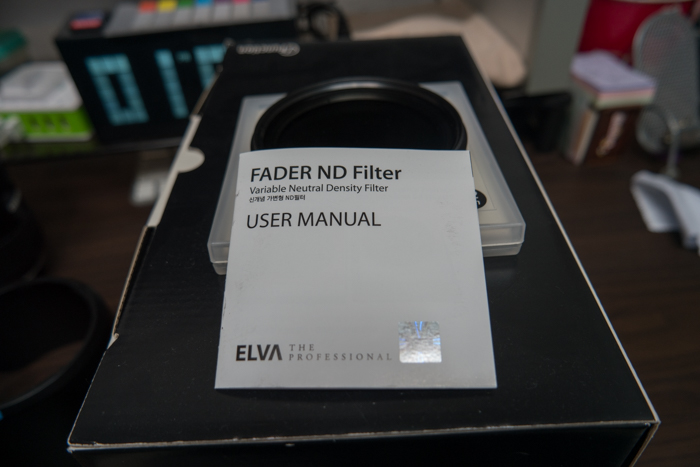 FADER ND Filter
Variable Neutral Density Filter
신개념 가변형 ND필터
USER MANUAL
ELVA THE
PROFESSIONAL